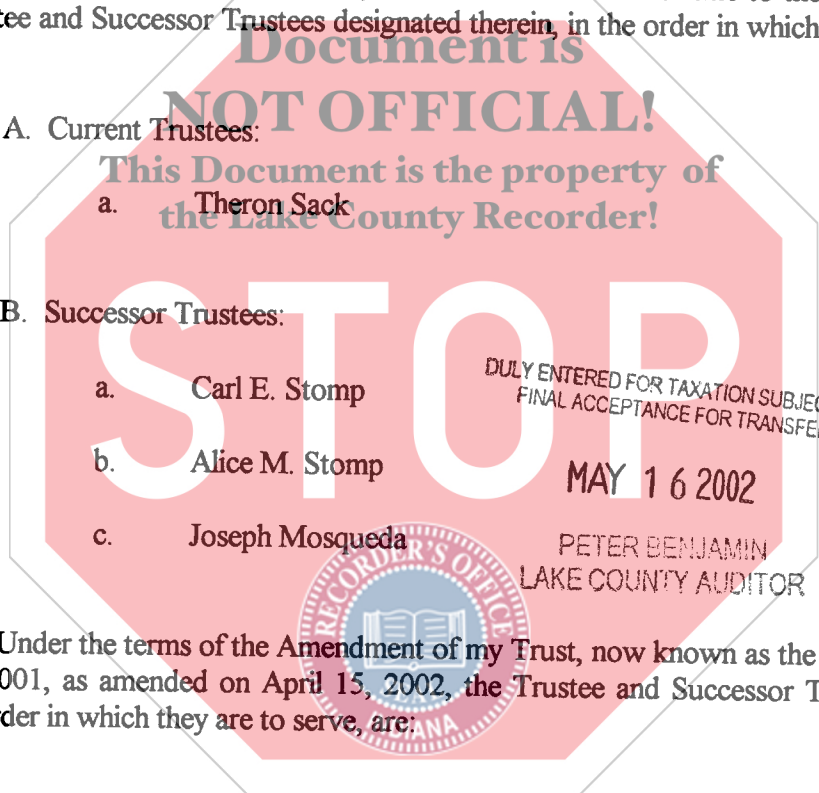 tee and Successor Trustees designated therein, in the order in which
Document is
NOT OFFICIAL!
A. Current Trustees:
This Document is the property of
a. Theron Sack
the Lake County Recorder!
STOP
B. Successor Trustees:
a. Carl E. Stomp
DULY ENTERED FOR TAXATION SUBJEC
FINAL ACCEPTANCE FOR TRANSFE
b. Alice M. Stomp
MAY 16 2002
c. Joseph Mosqueda
PETER BENJAMIN
LAKE COUNTY AUDITOR
RECORDER'S OFFICE
Under the terms of the Amendment of my Trust, now known as the
001, as amended on April 15, 2002, the Trustee and Successor T
der in which they are to serve, are: